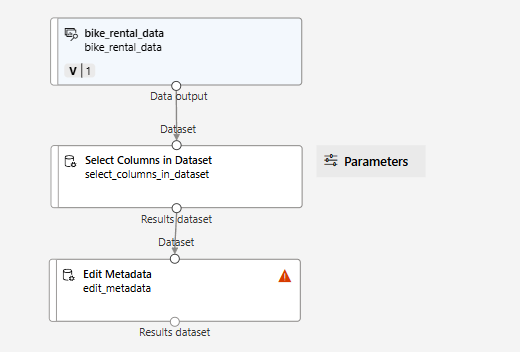 bike_rental_data
bike_rental_data
V | 1
Data output
Dataset
Select Columns in Dataset
select_columns_in_dataset
Parameters
Results dataset
Dataset
Edit Metadata
edit_metadata
Results dataset